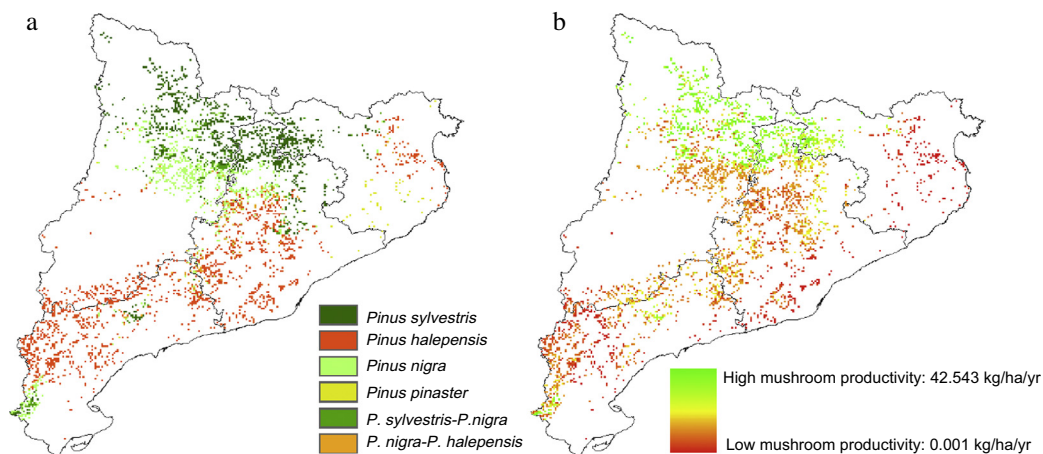 a
b
Pinus sylvestris
Pinus halepensis
Pinus nigra
Pinus pinaster
P. sylvestris-P.nigra
P. nigra-P. halepensis
High mushroom productivity: 42.543 kg/ha/yr
Low mushroom productivity: 0.001 kg/ha/yr